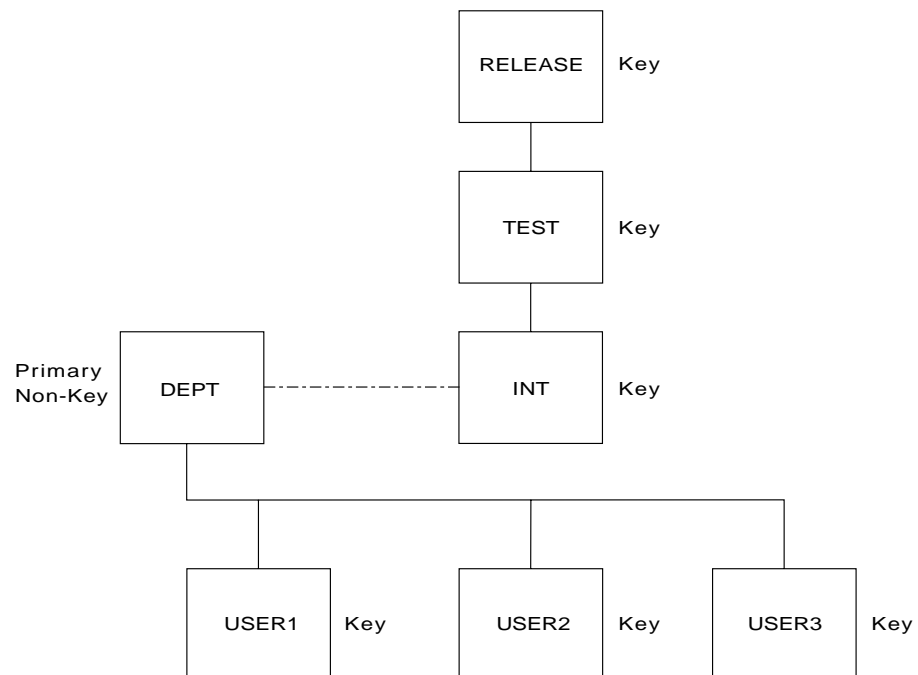 RELEASE Key
TEST Key
Primary
Non-Key
DEPT
INT Key
USER1 Key
USER2 Key
USER3 Key